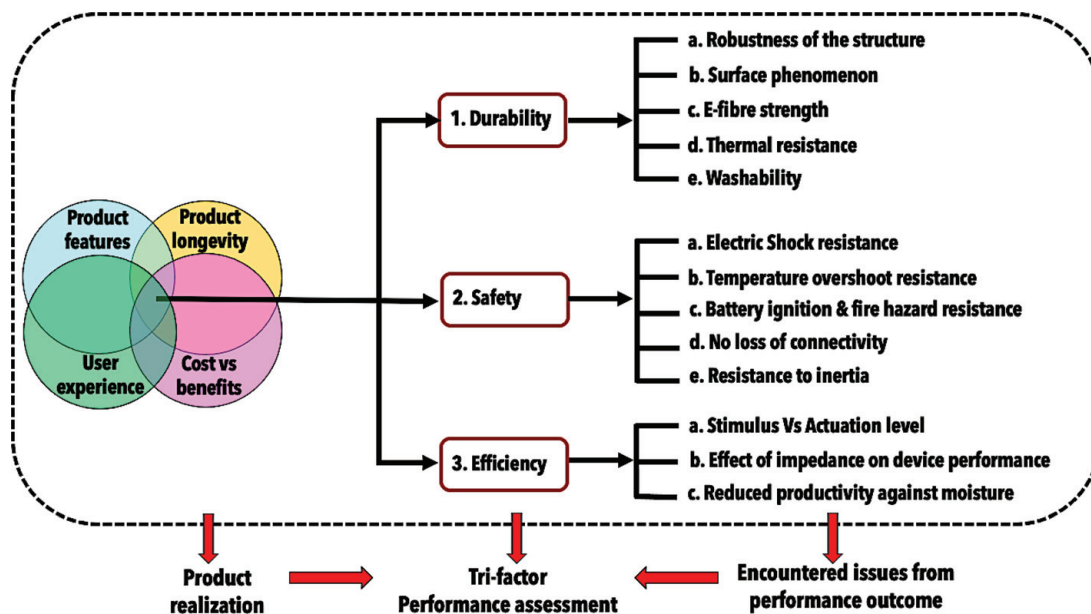 Product
features
Product
longevity
User
experience
Cost vs
benefits
1. Durability
a. Robustness of the structure
b. Surface phenomenon
c. E-fibre strength
d. Thermal resistance
e. Washability
2. Safety
a. Electric Shock resistance
b. Temperature overshoot resistance
c. Battery ignition & fire hazard resistance
d. No loss of connectivity
e. Resistance to inertia
3. Efficiency
a. Stimulus Vs Actuation level
b. Effect of impedance on device performance
c. Reduced productivity against moisture
Product
realization
Tri-factor
Performance assessment
Encountered issues from
performance outcome